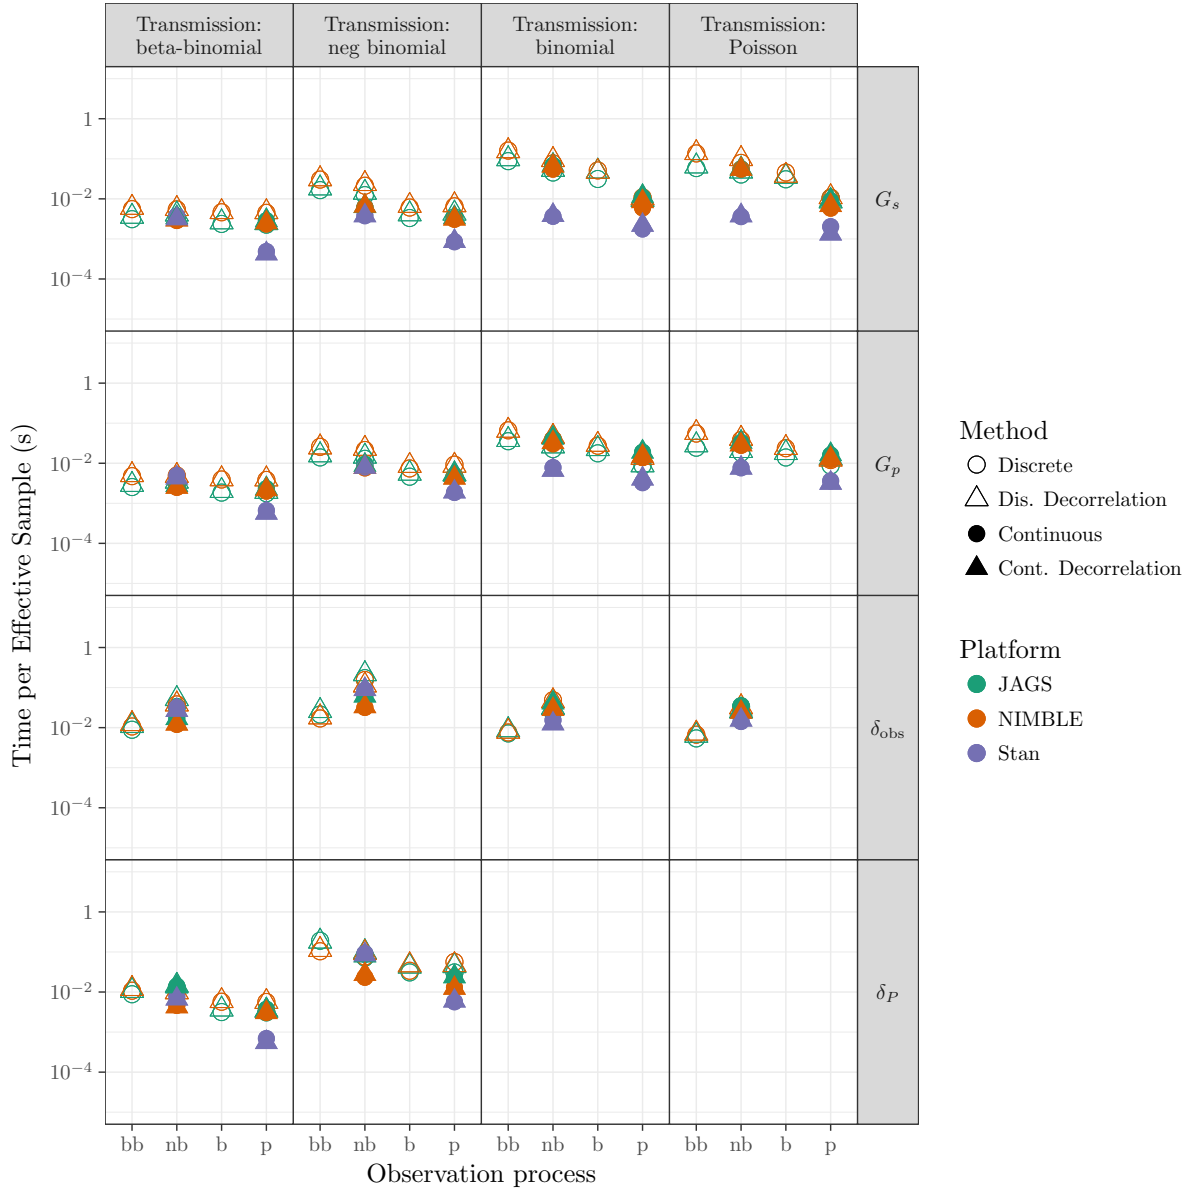 Transmission:
beta-binomial
Transmission:
neg binomial
Transmission:
binomial
Transmission:
Poisson
Time per Effective Sample (s)
1
10⁻²
10⁻⁴
G_s
1
10⁻²
10⁻⁴
G_p
1
10⁻²
10⁻⁴
δ_obs
1
10⁻²
10⁻⁴
δ_P
bb nb b p bb nb b p bb nb b p bb nb b p
Observation process
Method
Discrete
Dis. Decorrelation
Continuous
Cont. Decorrelation
Platform
JAGS
NIMBLE
Stan